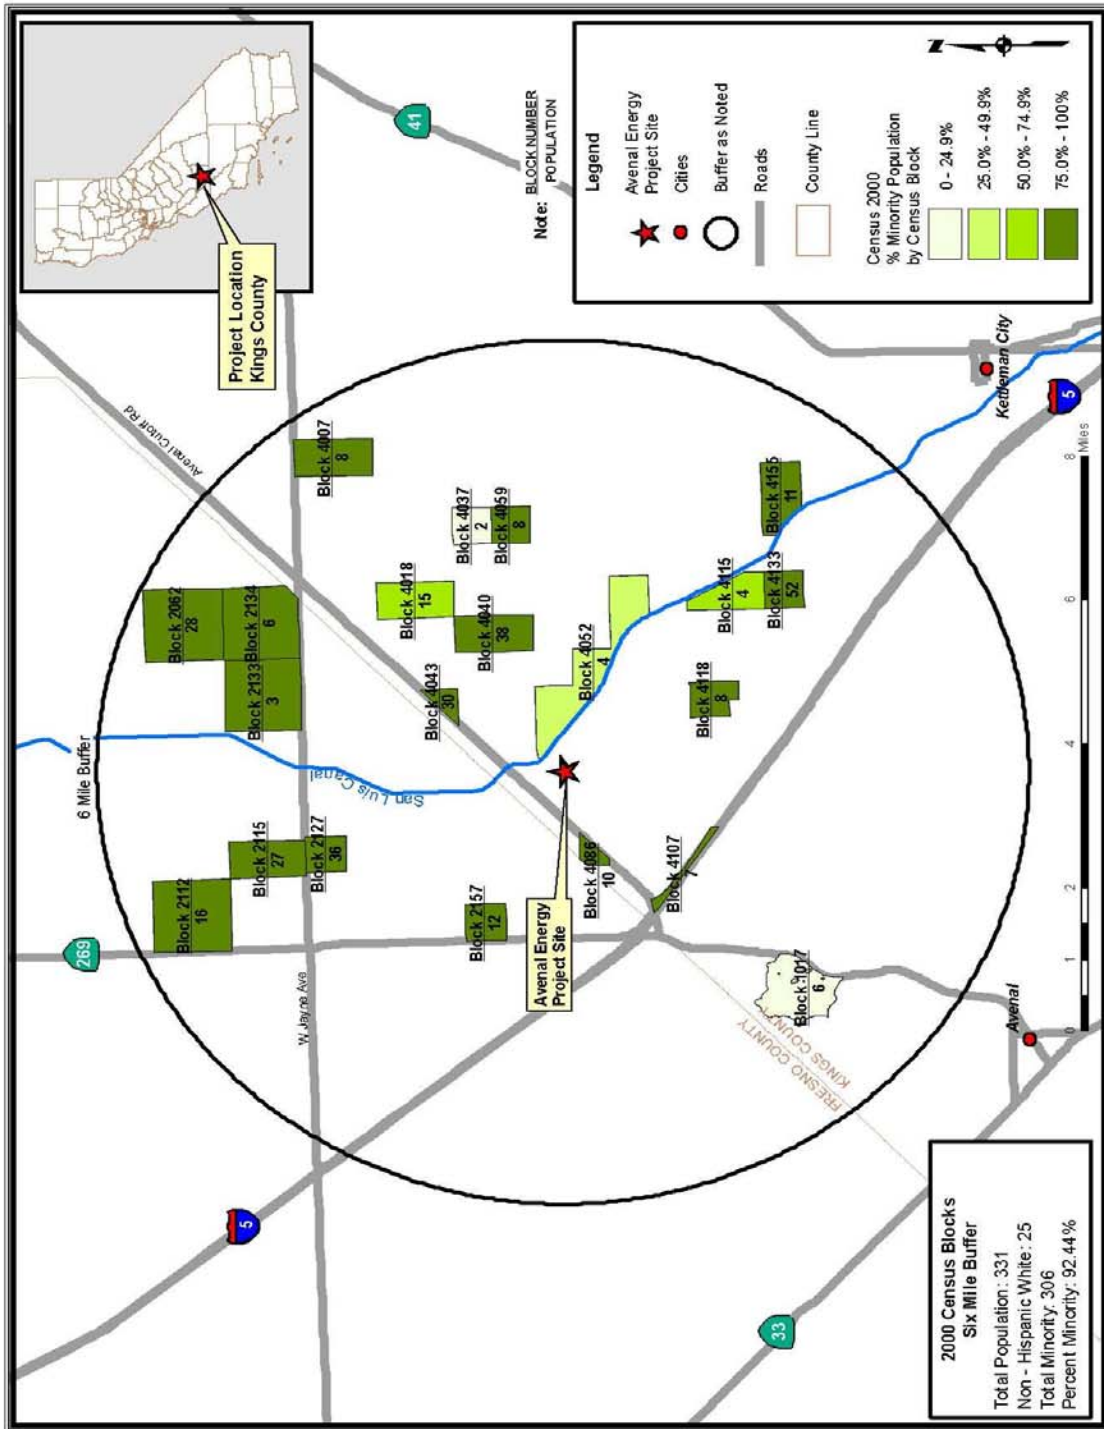 Project Location
Kings County
41
Note: BLOCK NUMBER
POPULATION
Legend
Avenal Energy
Project Site
Cities
Buffer as Noted
Roads
County Line
Census 2000
% Minority Population
by Census Block
0 - 24.9%
25.0% - 49.9%
50.0% - 74.9%
75.0% - 100%
N
269
6 Mile Buffer
Avenal Cutoff Rd
W Jayne Ave
San Luis Canal
Block 2112
16
Block 2115
27
Block 2127
36
Block 2157
12
Block 2133
3
Block 2062
28
Block 2134
6
Block 4007
8
Block 4018
15
Block 4037
2
Block 4059
8
Block 4040
38
Block 4043
30
Block 4052
4
Block 4086
10
Block 4107
7
Block 4118
8
Block 4115
4
Block 4133
52
Block 4155
11
Block 1017
6
Avenal Energy
Project Site
FRESNO COUNTY
KINGS COUNTY
Avenal
Kettleman City
5
5
33
0
1
2
4
6
8
Miles
2000 Census Blocks
Six Mile Buffer
Total Population: 331
Non - Hispanic White: 25
Total Minority: 306
Percent Minority: 92.44%